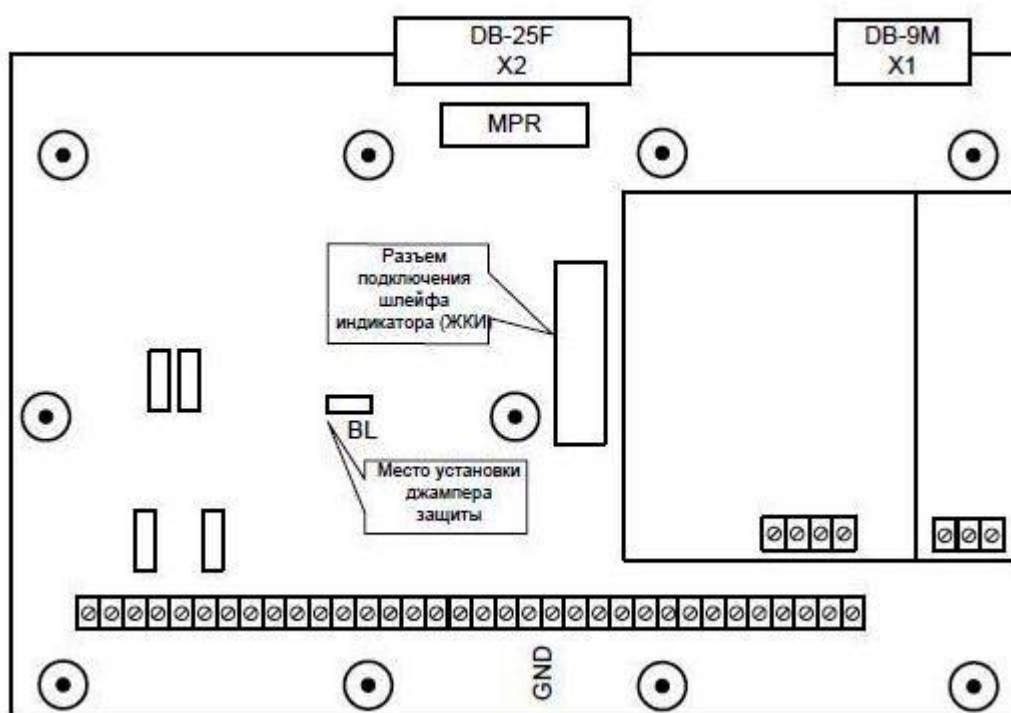 DB-25F
X2
DB-9M
X1
MPR
Разъем
подключения
шлейфа
индикатора (ЖКИ)
BL
Место установки
джампера
защиты
GND